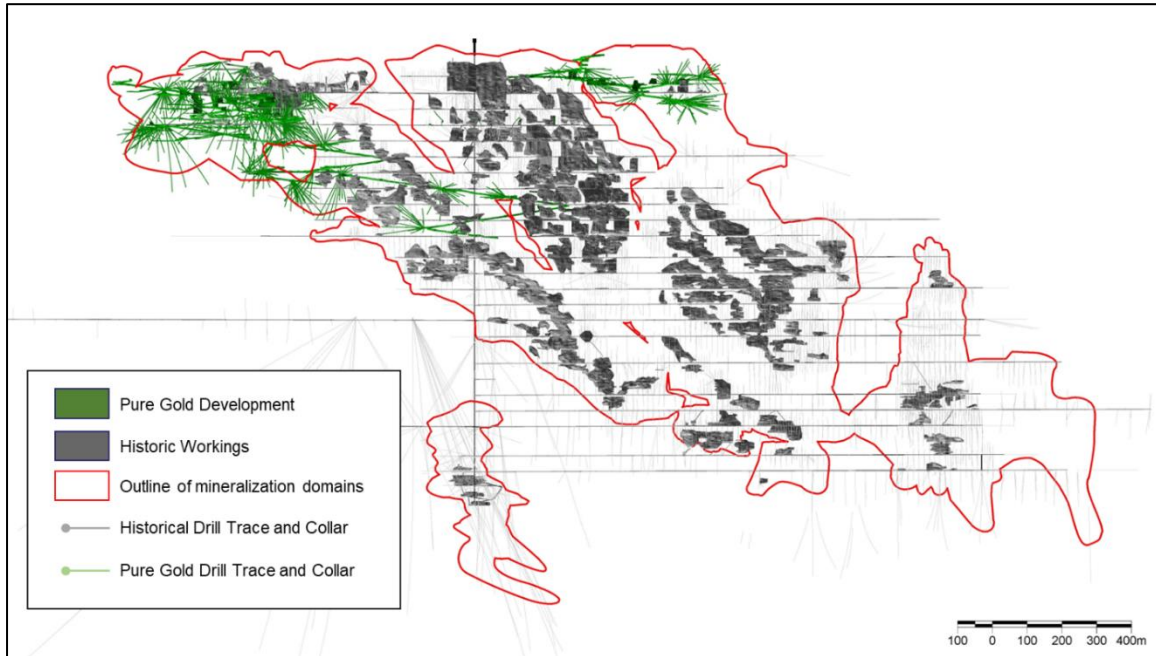 Pure Gold Development
Historic Workings
Outline of mineralization domains
Historical Drill Trace and Collar
Pure Gold Drill Trace and Collar
100 0 100 200 300 400m